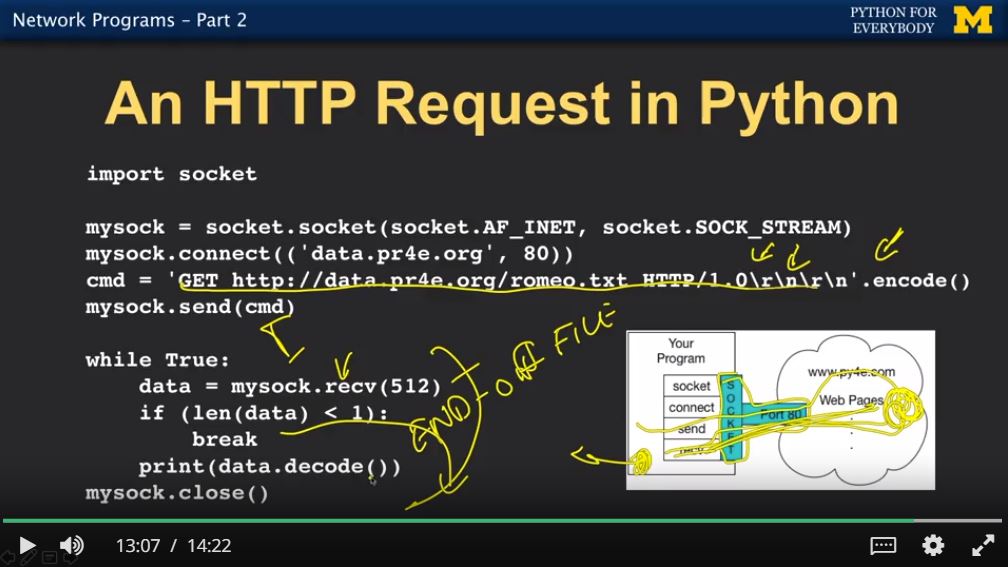 Network Programs – Part 2
PYTHON FOR
EVERYBODY
M
An HTTP Request in Python
import socket
mysock = socket.socket(socket.AF_INET, socket.SOCK_STREAM)
mysock.connect(('data.pr4e.org', 80))
cmd = 'GET http://data.pr4e.org/romeo.txt HTTP/1.0\r\n\r\n'.encode()
mysock.send(cmd)
while True:
    data = mysock.recv(512)
    if (len(data) < 1):
        break
    print(data.decode())
mysock.close()
END-OF FILE
Your
Program
socket
connect
send
SOCKET
Port 80
www.py4e.com
Web Pages
.
.
13:07 / 14:22